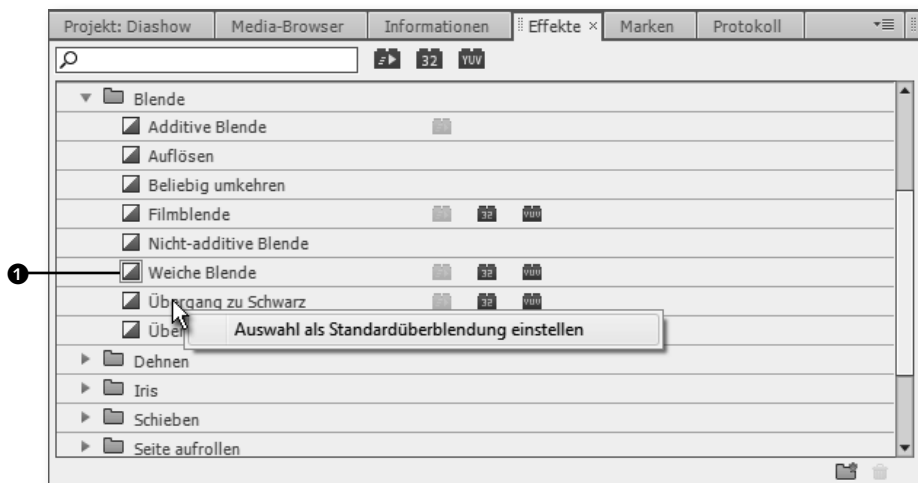 Projekt: Diashow Media-Browser Informationen Effekte × Marken Protokoll
32 YUV
Blende
Additive Blende
Auflösen
Beliebig umkehren
Filmblende 32 YUV
Nicht-additive Blende
1 Weiche Blende 32 YUV
Übergang zu Schwarz 32 YUV
Über
Auswahl als Standardüberblendung einstellen
Dehnen
Iris
Schieben
Seite aufrollen